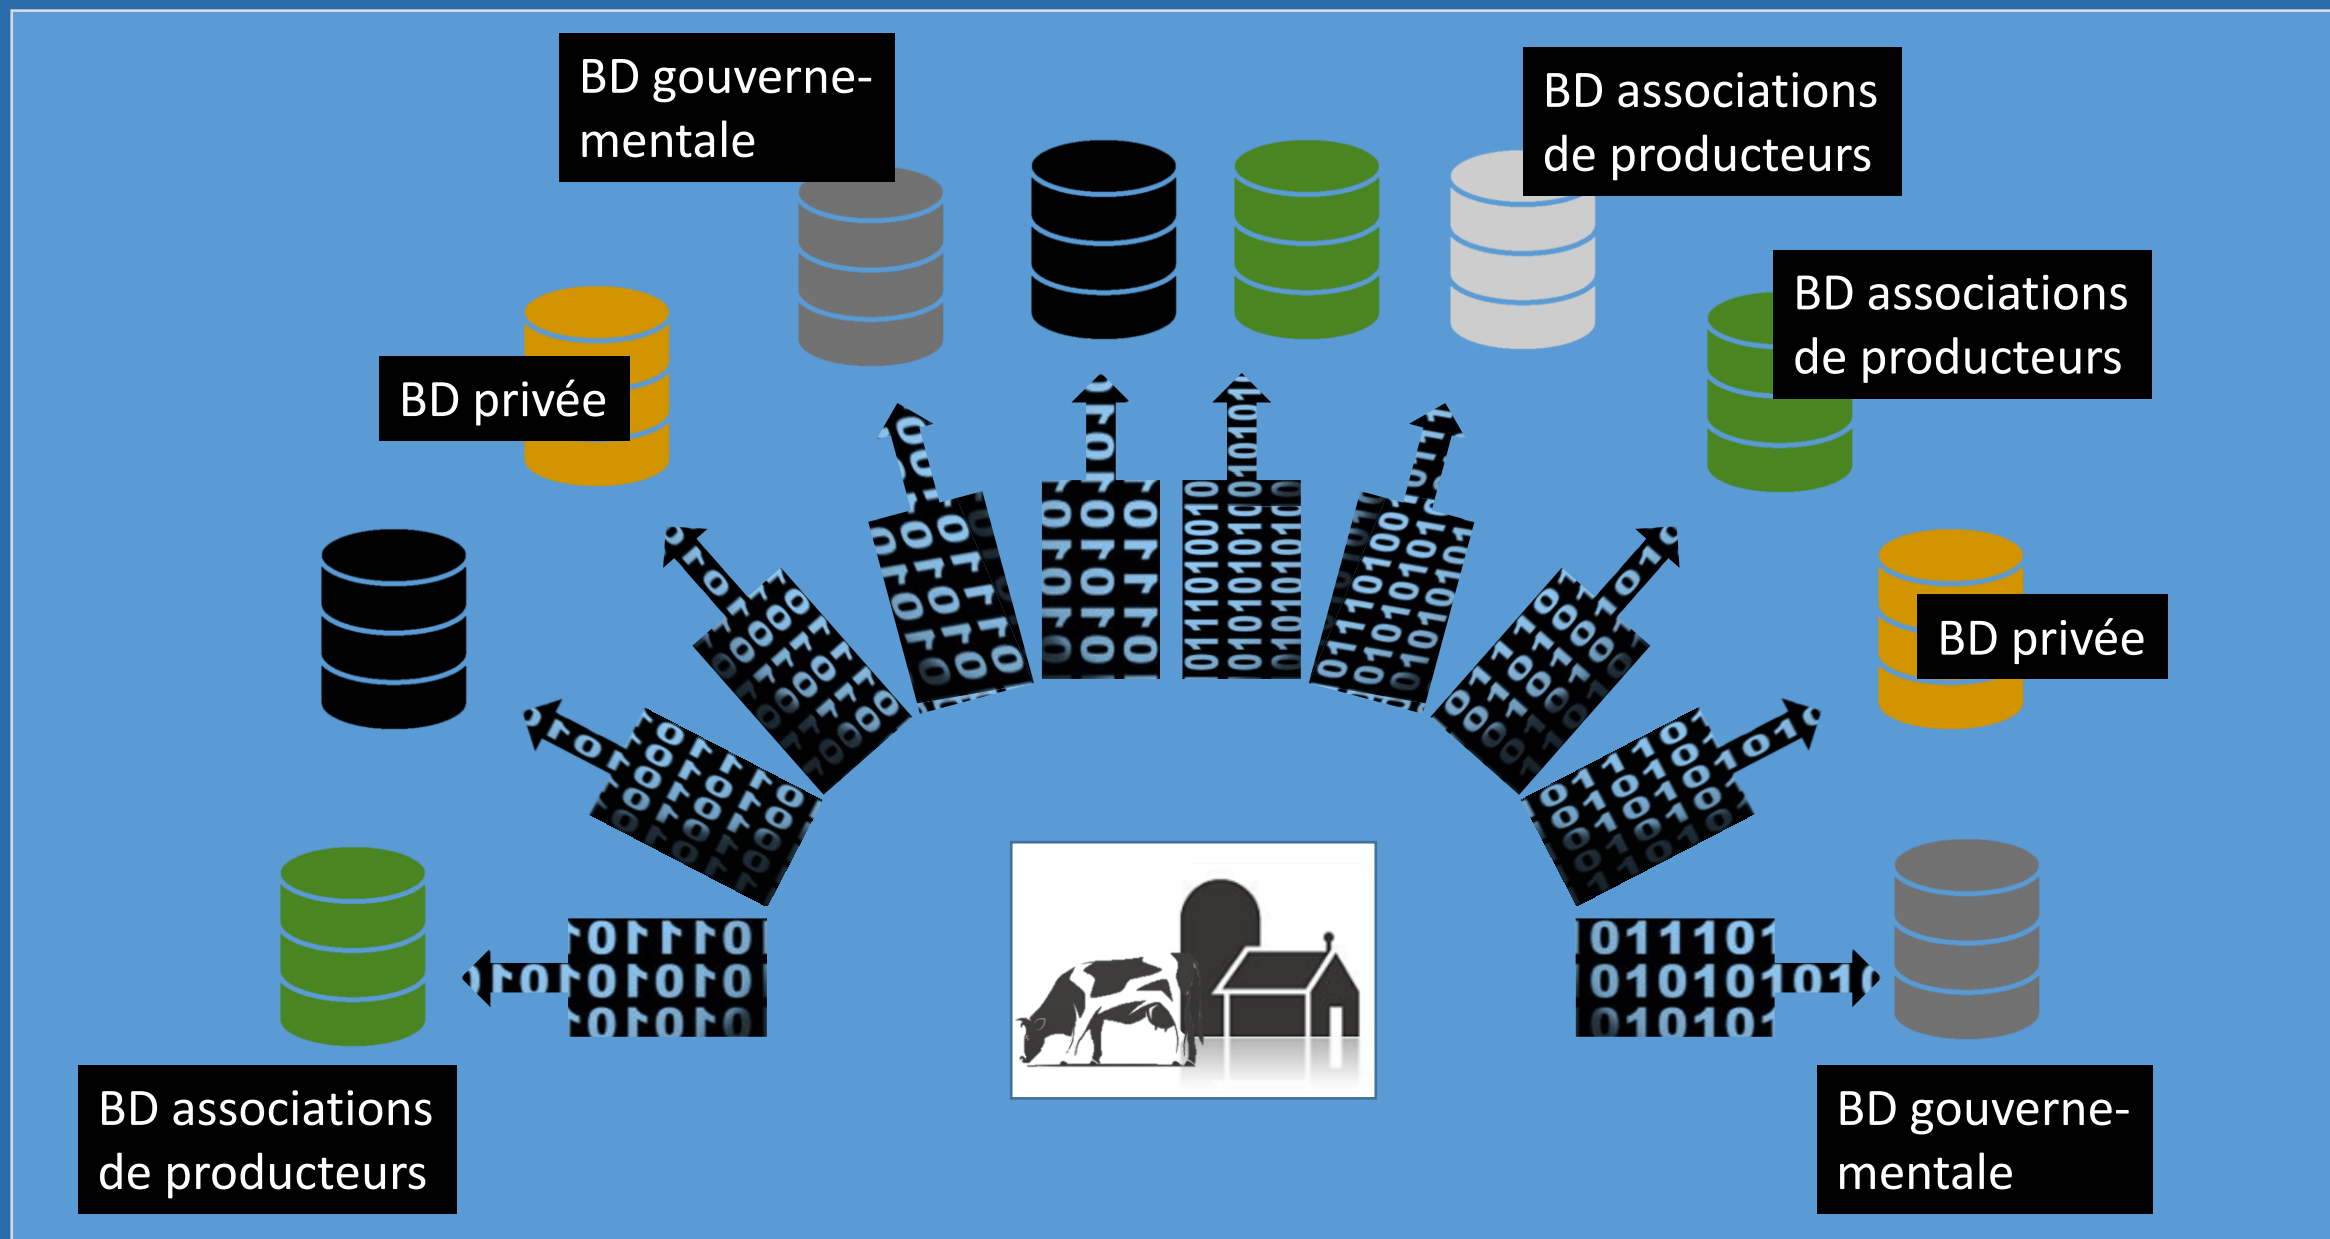 BD gouverne-
mentale
BD associations
de producteurs
BD associations
de producteurs
BD privée
BD privée
BD associations
de producteurs
BD gouverne-
mentale